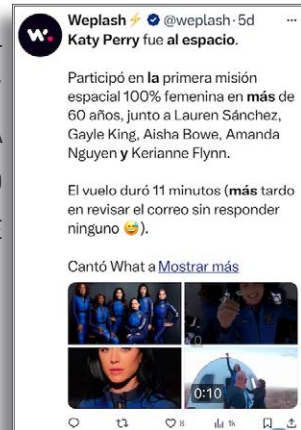 Weplash⚡ @weplash·5d ...
Katy Perry fue al espacio.
Participó en la primera misión
espacial 100% femenina en más de
60 años, junto a Lauren Sánchez,
Gayle King, Aisha Bowe, Amanda
Nguyen y Kerianne Flynn.
El vuelo duró 11 minutos (más tardo
en revisar el correo sin responder
ninguno 😅).
Cantó What a Mostrar más
0:10
8 1k
w.